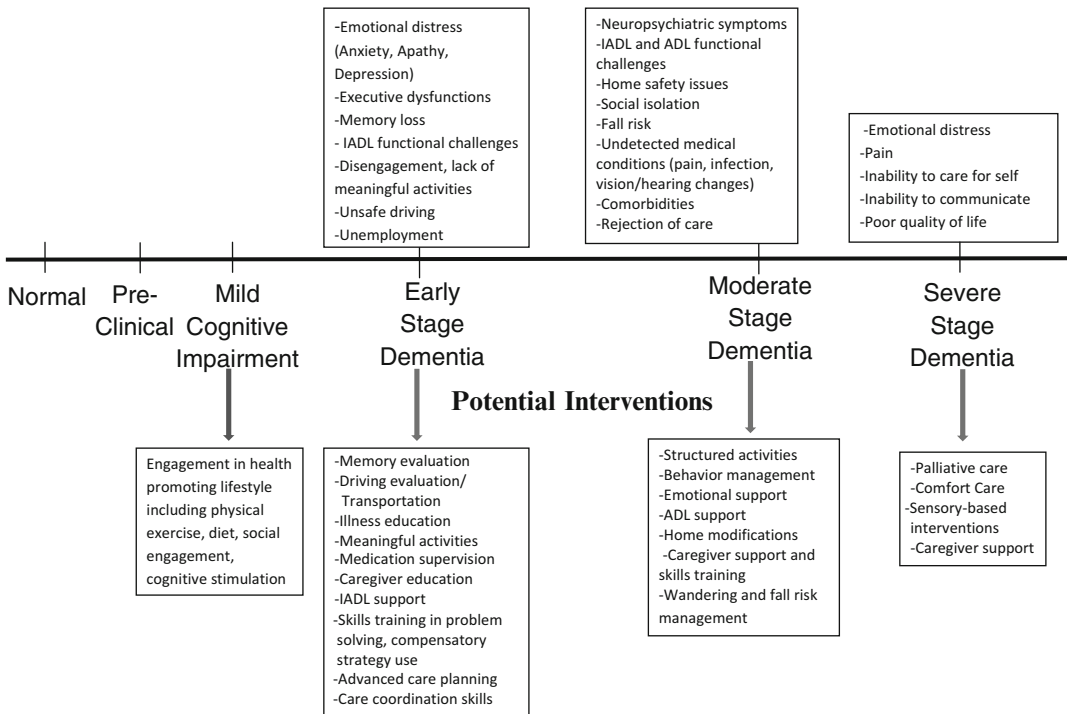 -Emotional distress
(Anxiety, Apathy,
Depression)
-Executive dysfunctions
-Memory loss
- IADL functional challenges
-Disengagement, lack of
meaningful activities
-Unsafe driving
-Unemployment
-Neuropsychiatric symptoms
-IADL and ADL functional
challenges
-Home safety issues
-Social isolation
-Fall risk
-Undetected medical
conditions (pain, infection,
vision/hearing changes)
-Comorbidities
-Rejection of care
-Emotional distress
-Pain
-Inability to care for self
-Inability to communicate
-Poor quality of life
Normal
Pre-
Clinical
Mild
Cognitive
Impairment
Early
Stage
Dementia
Moderate
Stage
Dementia
Severe
Stage
Dementia
Potential Interventions
Engagement in health
promoting lifestyle
including physical
exercise, diet, social
engagement,
cognitive stimulation
-Memory evaluation
-Driving evaluation/
Transportation
-Illness education
-Meaningful activities
-Medication supervision
-Caregiver education
-IADL support
-Skills training in problem
solving, compensatory
strategy use
-Advanced care planning
-Care coordination skills
-Structured activities
-Behavior management
-Emotional support
-ADL support
-Home modifications
-Caregiver support and
skills training
-Wandering and fall risk
management
-Palliative care
-Comfort Care
-Sensory-based
interventions
-Caregiver support